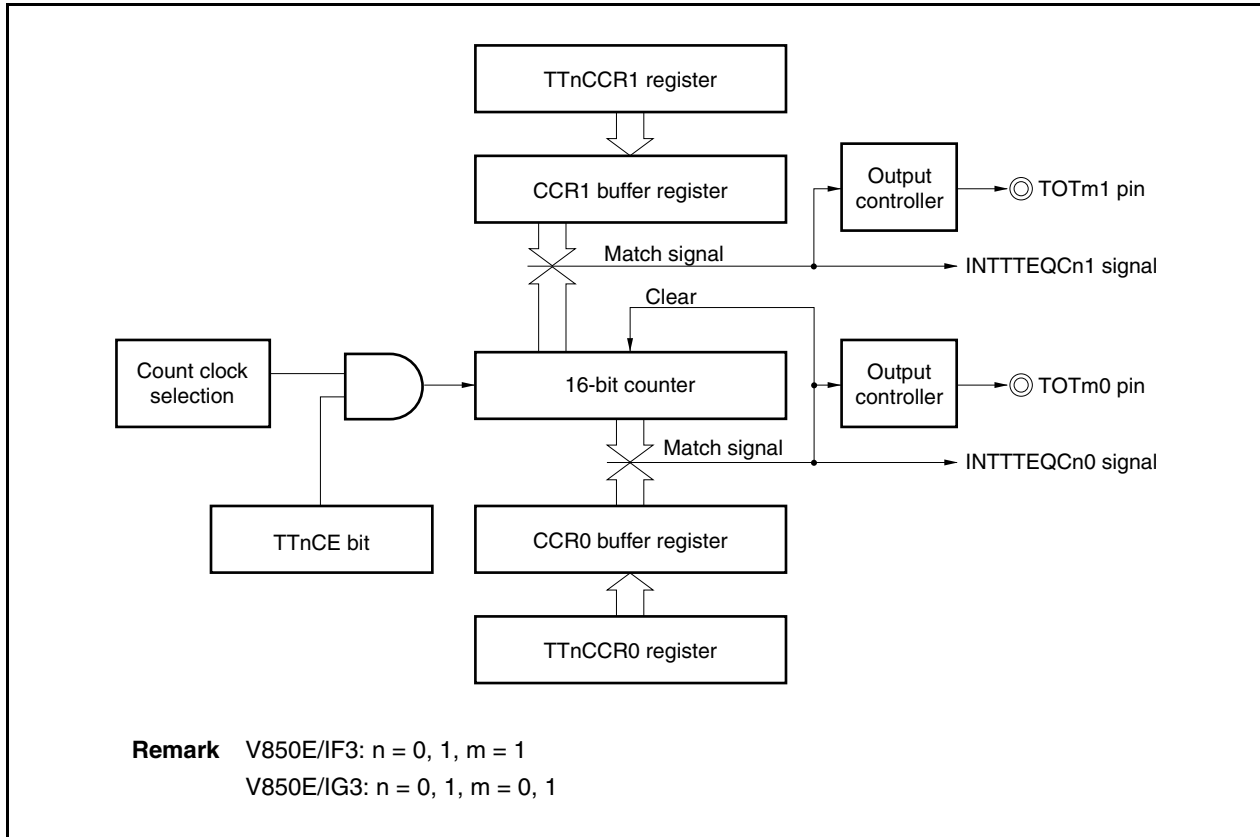 TTnCCR1 register
CCR1 buffer register
Output
controller
TOTm1 pin
Match signal
INTTTEQCn1 signal
Clear
Count clock
selection
16-bit counter
Output
controller
TOTm0 pin
Match signal
INTTTEQCn0 signal
TTnCE bit
CCR0 buffer register
TTnCCR0 register
Remark V850E/IF3: n = 0, 1, m = 1
V850E/IG3: n = 0, 1, m = 0, 1